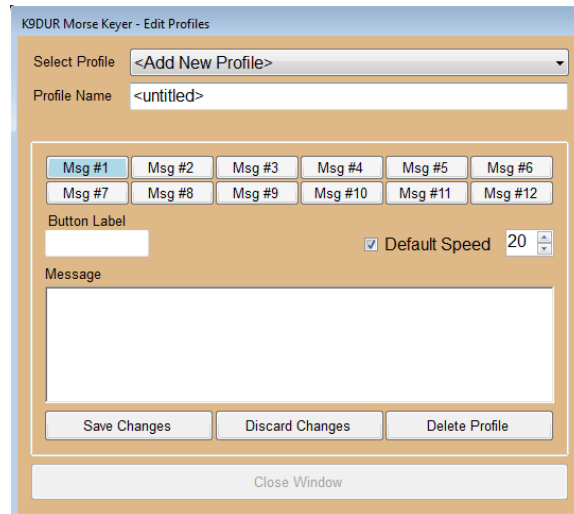 K9DUR Morse Keyer - Edit Profiles
Select Profile <Add New Profile>
Profile Name <untitled>
Msg #1 Msg #2 Msg #3 Msg #4 Msg #5 Msg #6
Msg #7 Msg #8 Msg #9 Msg #10 Msg #11 Msg #12
Button Label
Default Speed 20
Message
Save Changes Discard Changes Delete Profile
Close Window